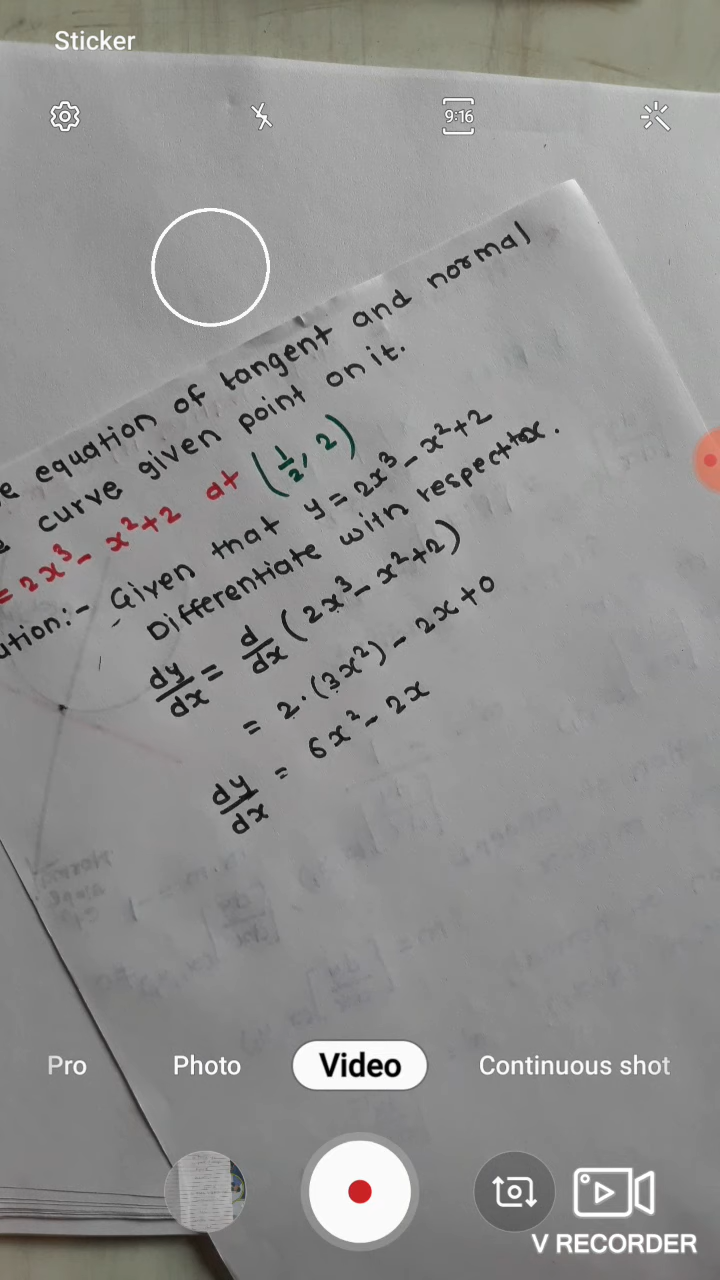 Sticker
9:16
equation of tangent and normal
curve given point on it.
= 2x³ - x² + 2 at (1/2, 2)
ution:- Given that y = 2x³ - x² + 2
Differentiate with respect to x.
dy/dx = d/dx (2x³ - x² + 2)
= 2·(3x²) - 2x + 0
dy/dx = 6x² - 2x
Pro
Photo
Video
Continuous shot
V RECORDER